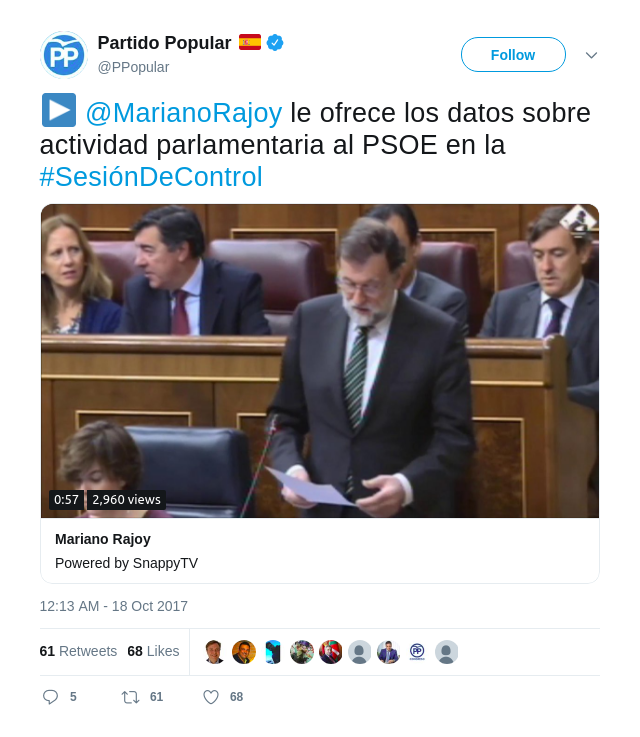 Partido Popular
@PPopular
Follow
@MarianoRajoy le ofrece los datos sobre
actividad parlamentaria al PSOE en la
#SesiónDeControl
0:57 2,960 views
Mariano Rajoy
Powered by SnappyTV
12:13 AM - 18 Oct 2017
61 Retweets 68 Likes
5 61 68